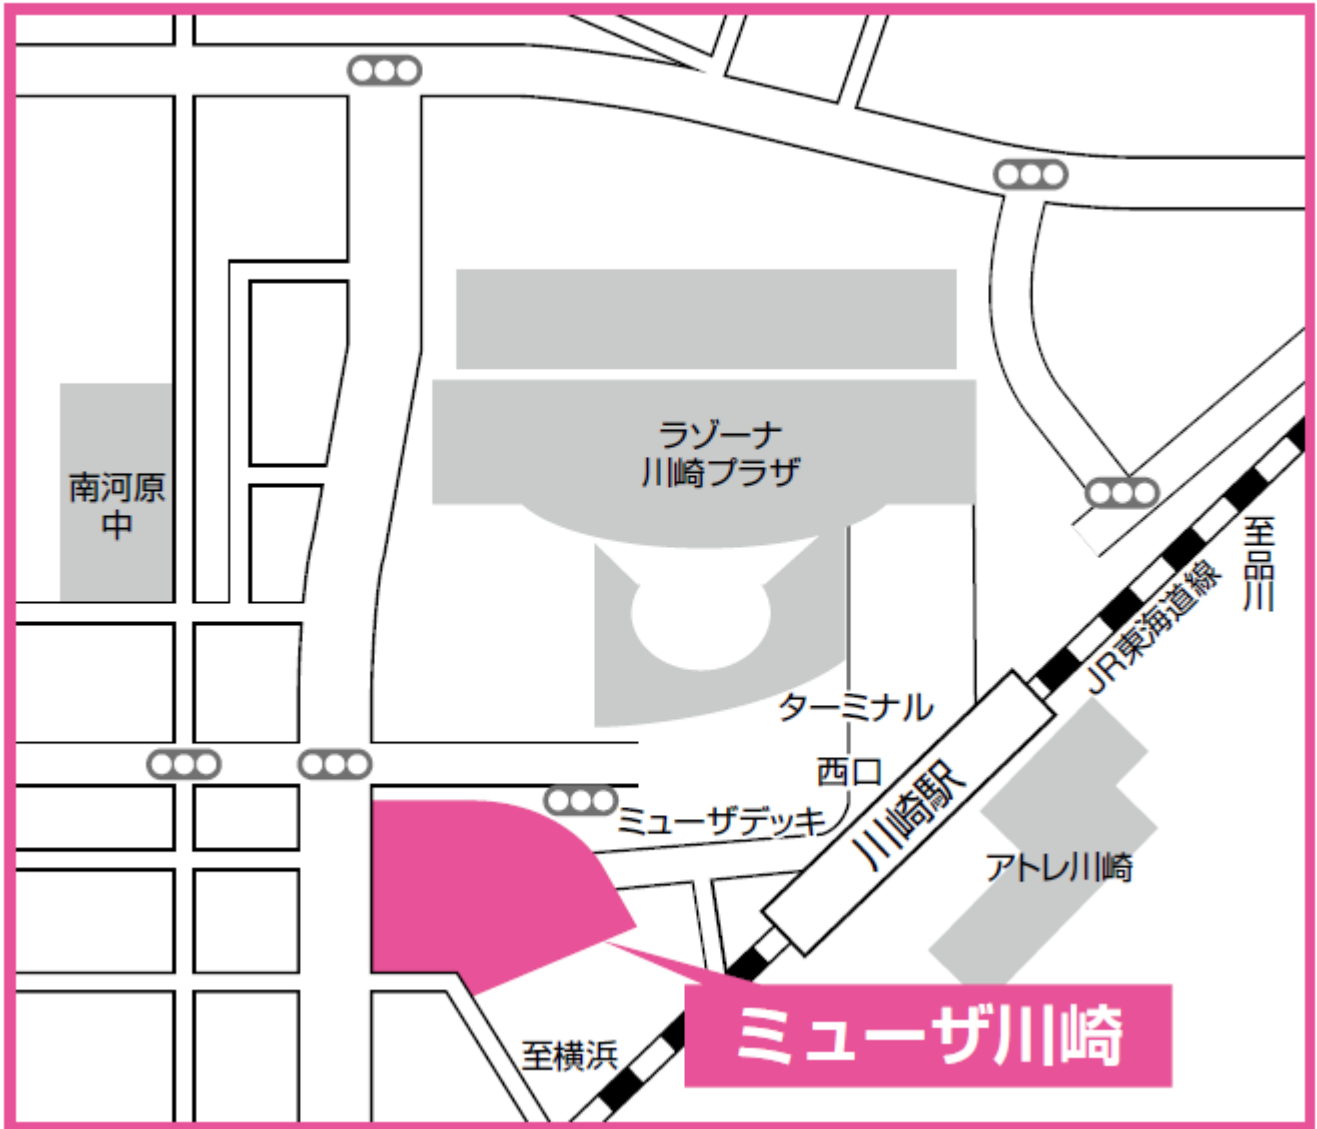 ラゾーナ
川崎プラザ
南河原
中
至品川
JR東海道線
ターミナル
西口
ミューザデッキ
川崎駅
アトレ川崎
ミューザ川崎
至横浜